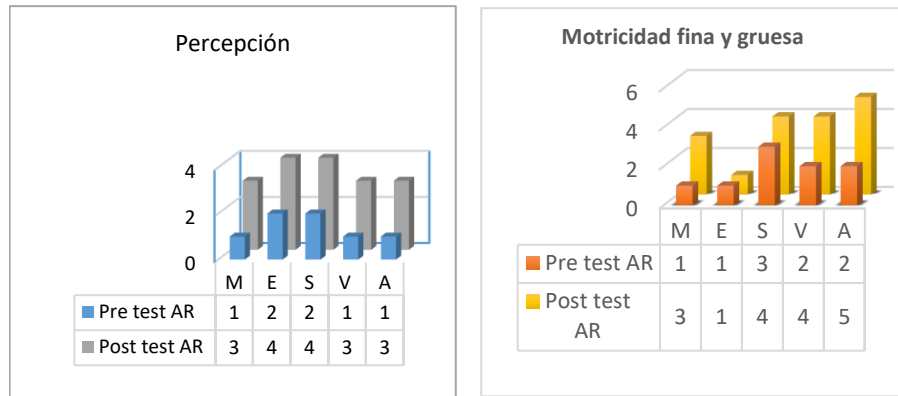 Percepción
4
2
0
M E S V A
Pre test AR 1 2 2 1 1
Post test AR 3 4 4 3 3
Motricidad fina y gruesa
6
4
2
0
M E S V A
Pre test AR 1 1 3 2 2
Post test
AR 3 1 4 4 5